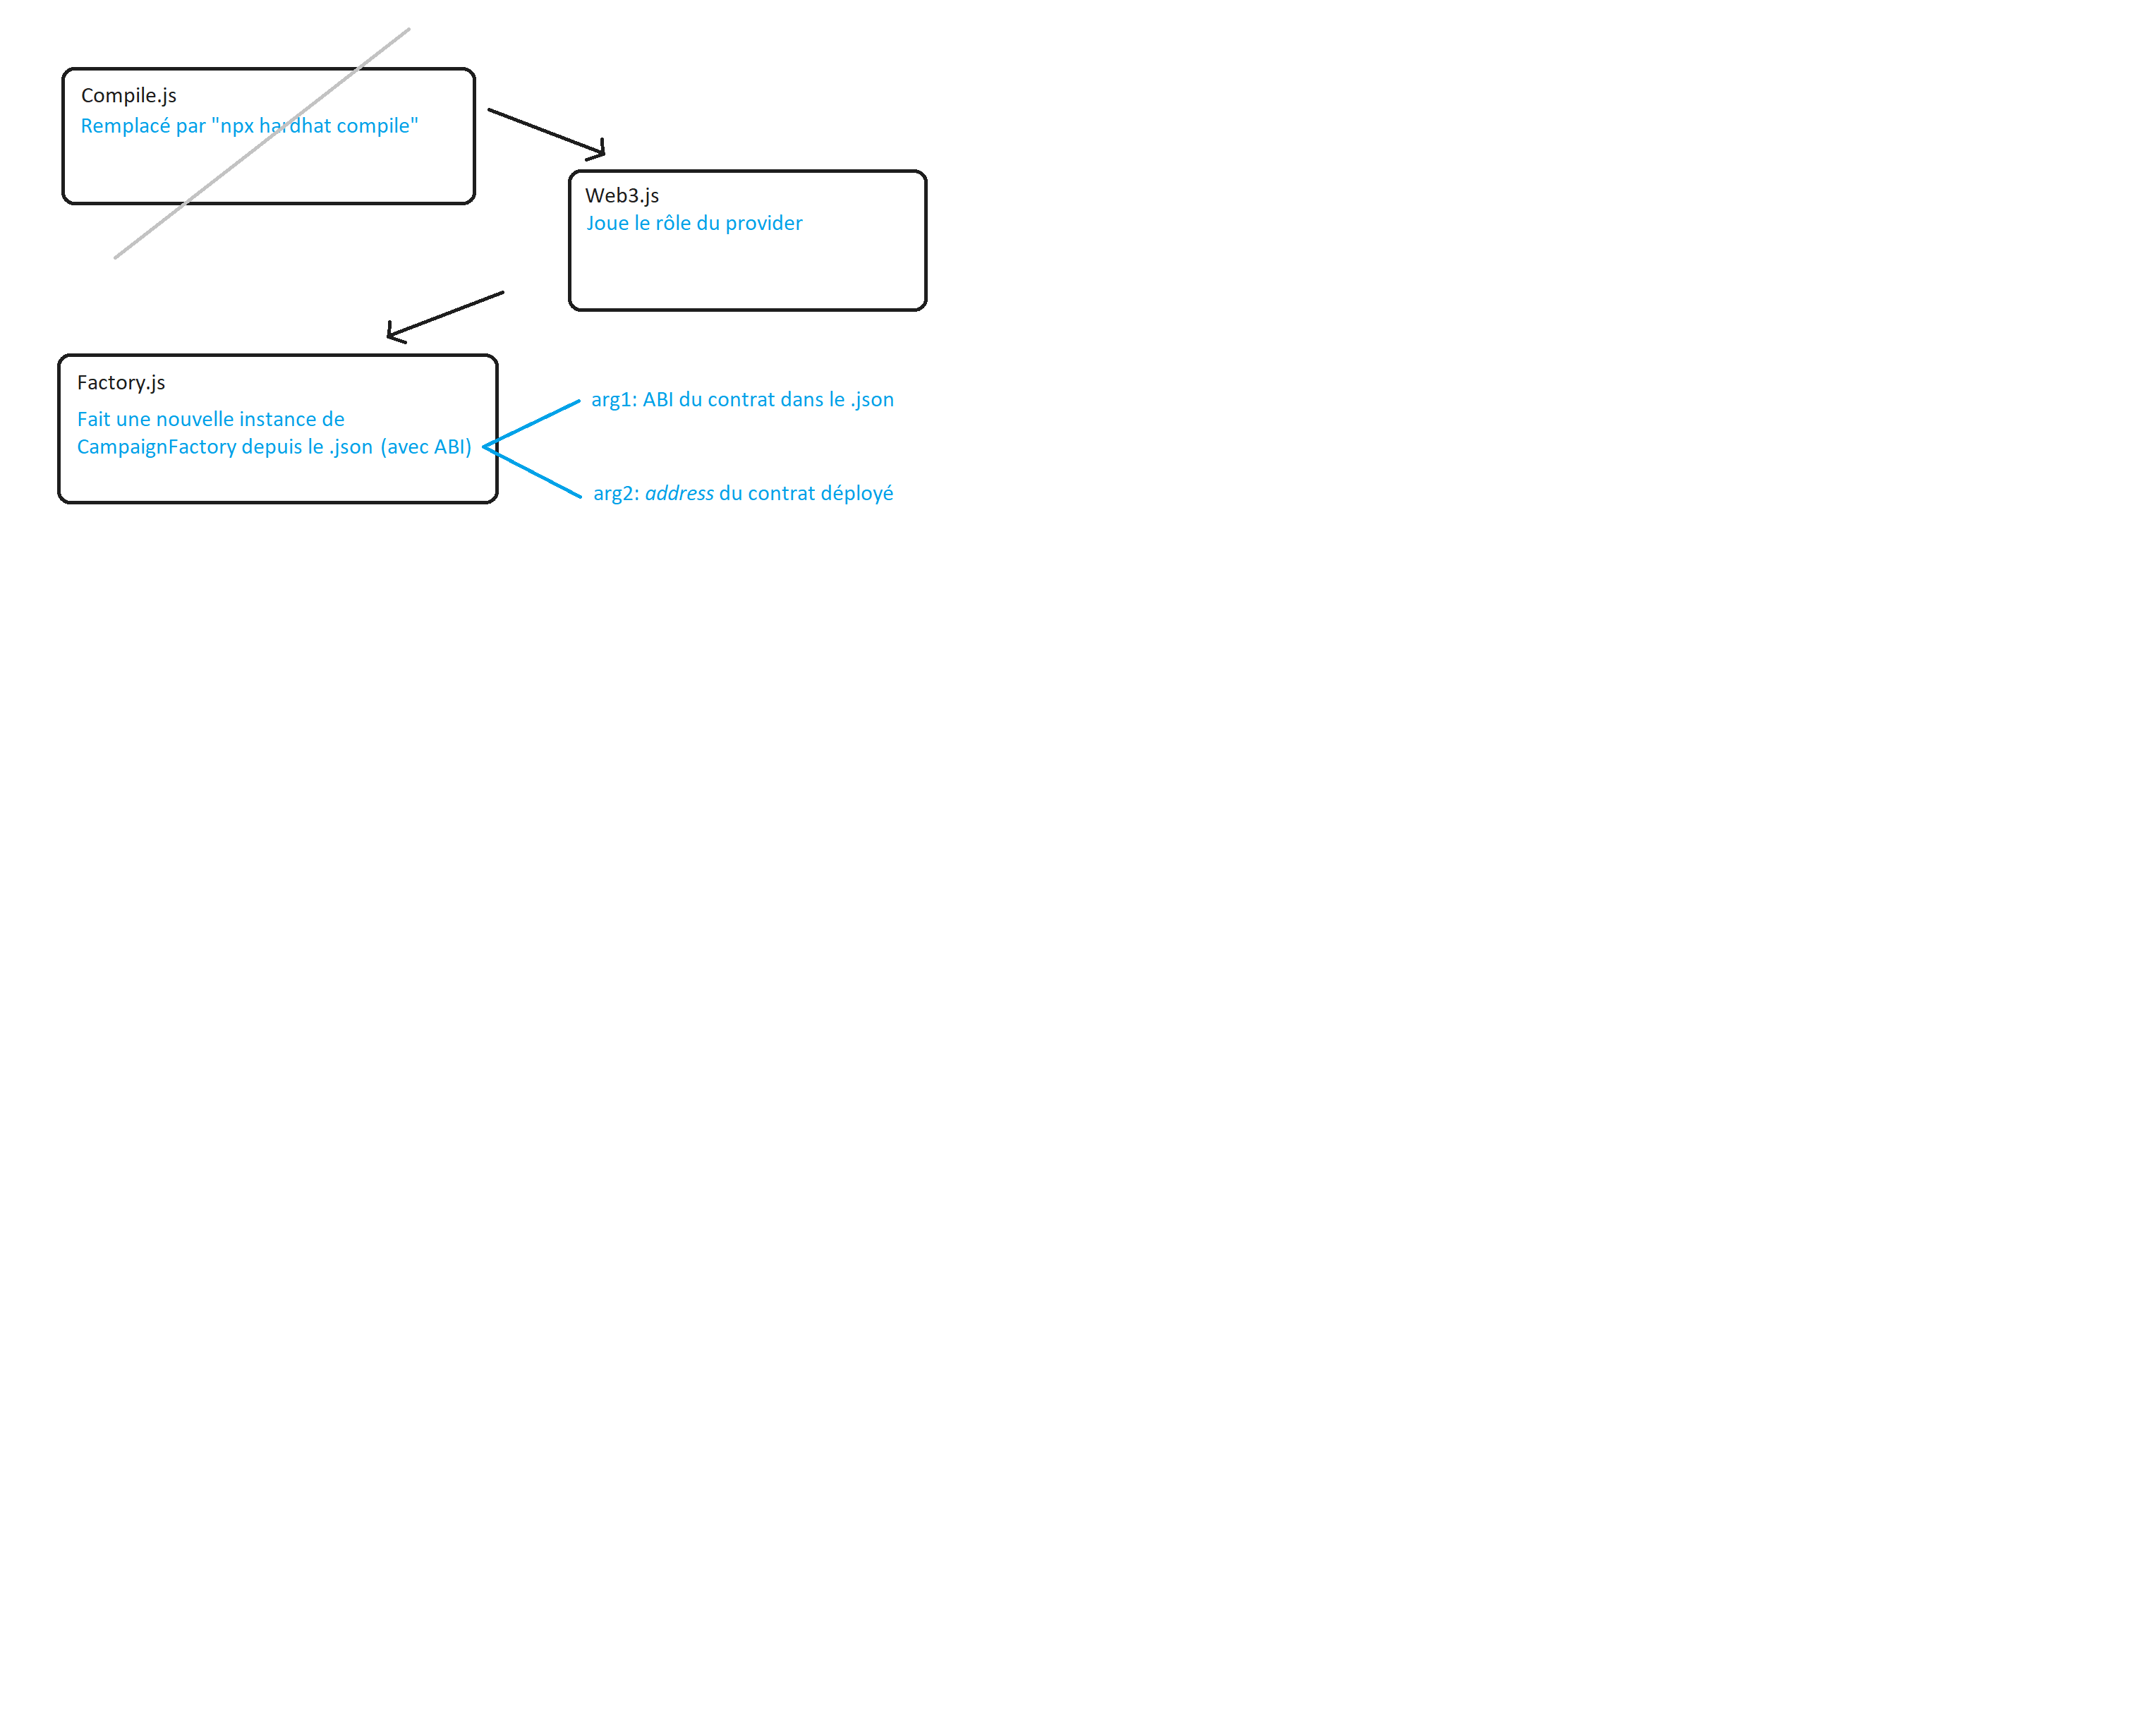 Compile.js
Remplacé par "npx hardhat compile"
Web3.js
Joue le rôle du provider
Factory.js
Fait une nouvelle instance de
CampaignFactory depuis le .json (avec ABI)
arg1: ABI du contrat dans le .json
arg2: address du contrat déployé